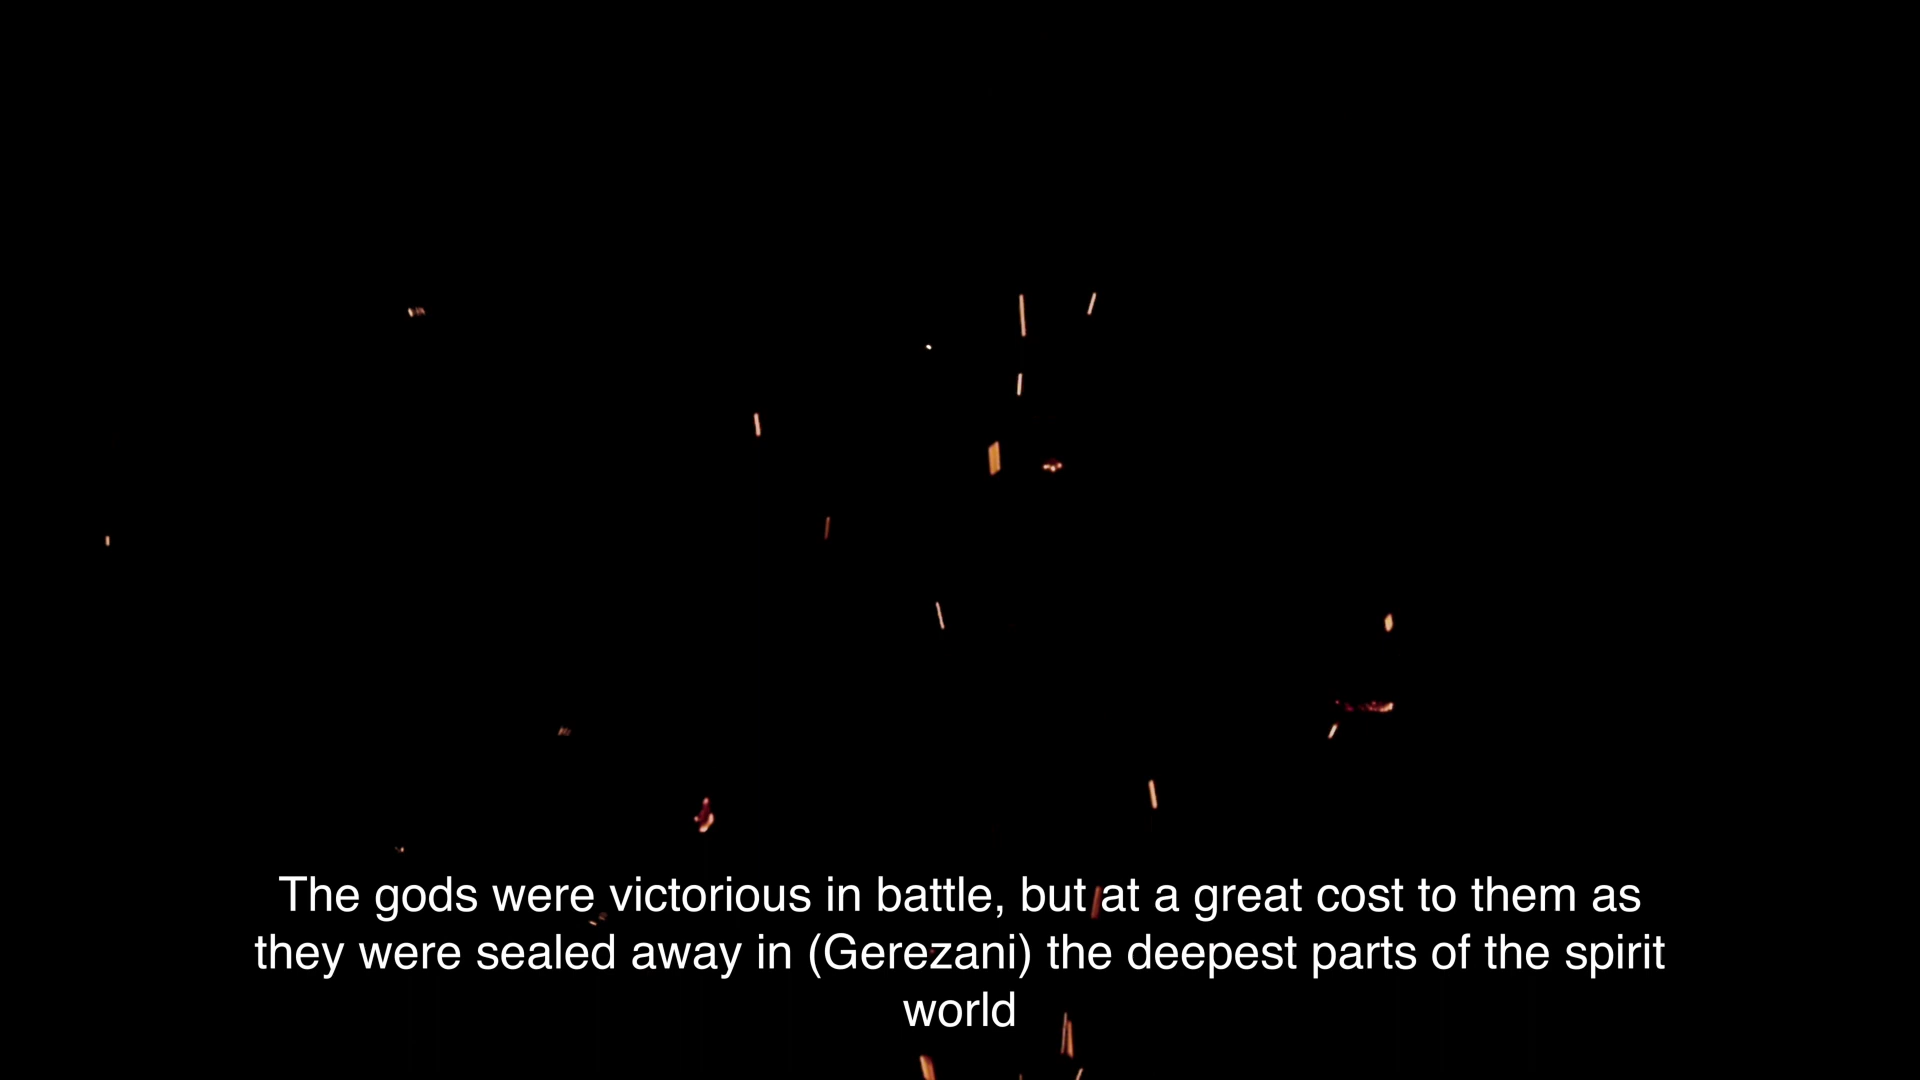 The gods were victorious in battle, but at a great cost to them as
they were sealed away in (Gerezani) the deepest parts of the spirit
world